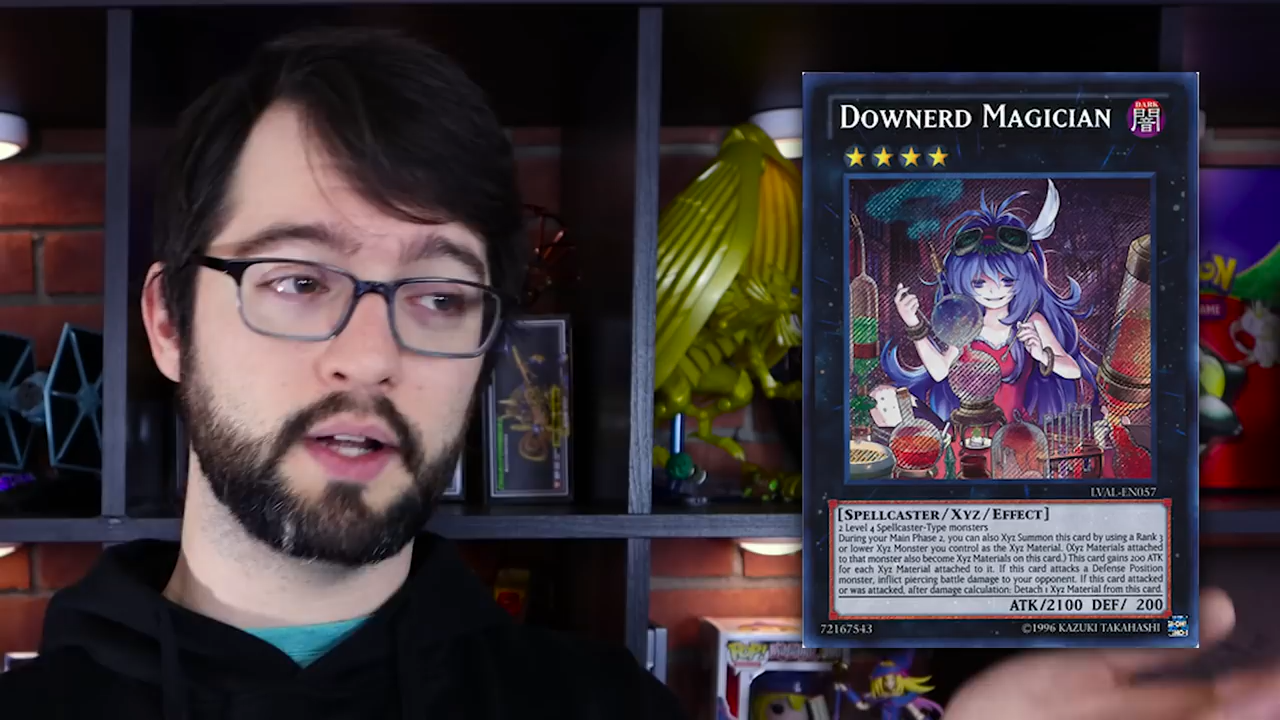 Downerd Magician
DARK
闇
LVAL-EN057
[Spellcaster/Xyz/Effect]
2 Level 4 Spellcaster-Type monsters
During your Main Phase 2, you can also Xyz Summon this card by using a Rank 3
or lower Xyz Monster you control as the Xyz Material. (Xyz Materials attached
to that monster also become Xyz Materials on this card.) This card gains 200 ATK
for each Xyz Material attached to it. If this card attacks a Defense Position
monster, inflict piercing battle damage to your opponent. If this card attacked
or was attacked, after damage calculation: Detach 1 Xyz Material from this card.
ATK/2100 DEF/ 200
72167543
©1996 KAZUKI TAKAHASHI
POP!